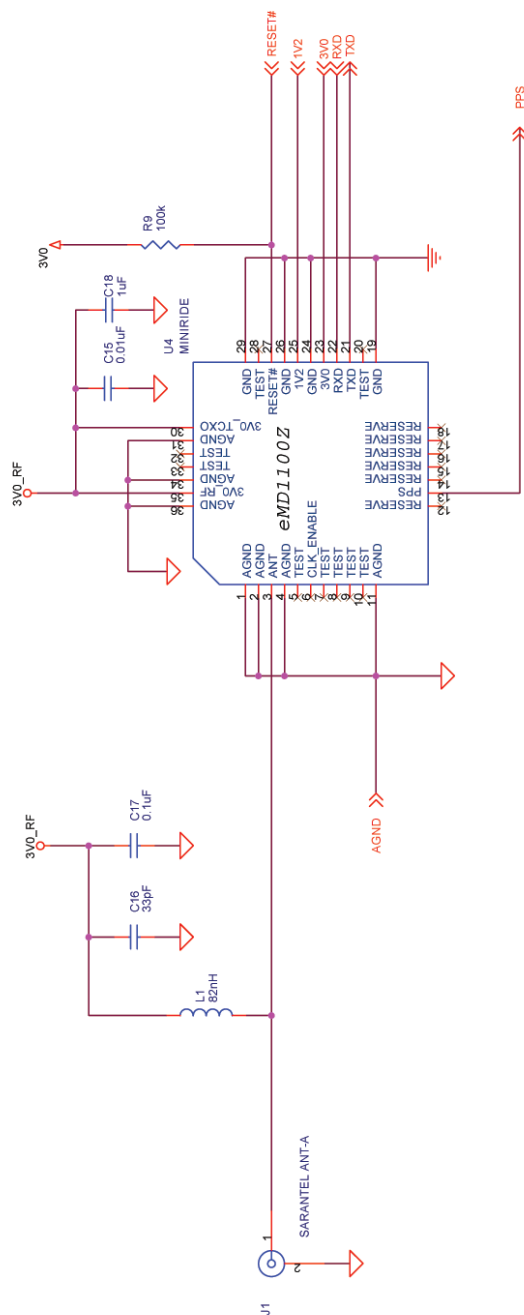 RESET#
1V2
3V0
RXD
TXD
PPS
3V0
R9
100k
C18
1uF
C15
0.01uF
U4
MINIRIDE
3V0_RF
29
28
27
26
25
24
23
22
21
20
19
GND
TEST
RESET#
GND
1V2
GND
3V0
RXD
TXD
TEST
GND
30
31
32
33
34
35
36
3V0_TCXO
AGND
TEST
TEST
AGND
3V0_RF
AGND
eMD1100Z
RESERVE
RESERVE
RESERVE
RESERVE
RESERVE
PPS
RESERVE
18
17
16
15
14
13
12
AGND
AGND
ANT
AGND
TEST
CLK_ENABLE
TEST
TEST
TEST
TEST
AGND
1
2
3
4
5
6
7
8
9
10
11
3V0_RF
C17
0.1uF
C16
33pF
L1
82nH
AGND
SARANTEL ANT-A
1
2
J1